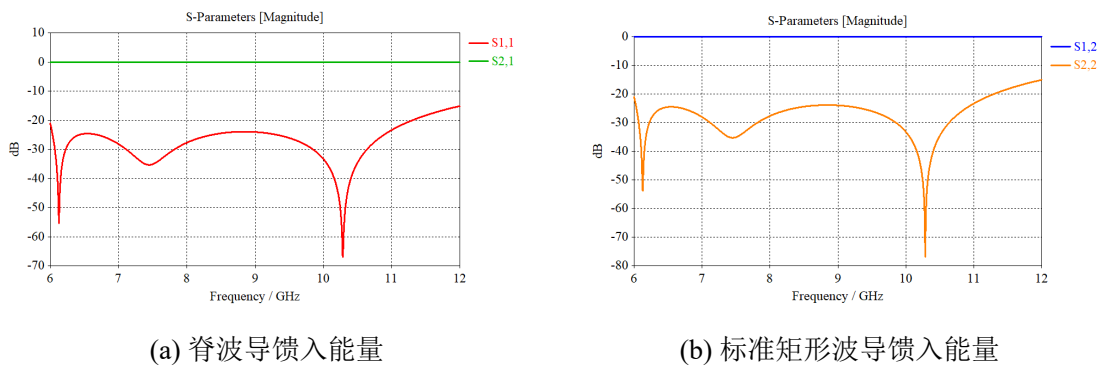 S-Parameters [Magnitude]
10
0
-10
-20
-30
-40
-50
-60
-70
dB
6
7
8
9
10
11
12
Frequency / GHz
S1,1
S2,1
(a) 脊波导馈入能量
S-Parameters [Magnitude]
0
-10
-20
-30
-40
-50
-60
-70
-80
dB
6
7
8
9
10
11
12
Frequency / GHz
S1,2
S2,2
(b) 标准矩形波导馈入能量